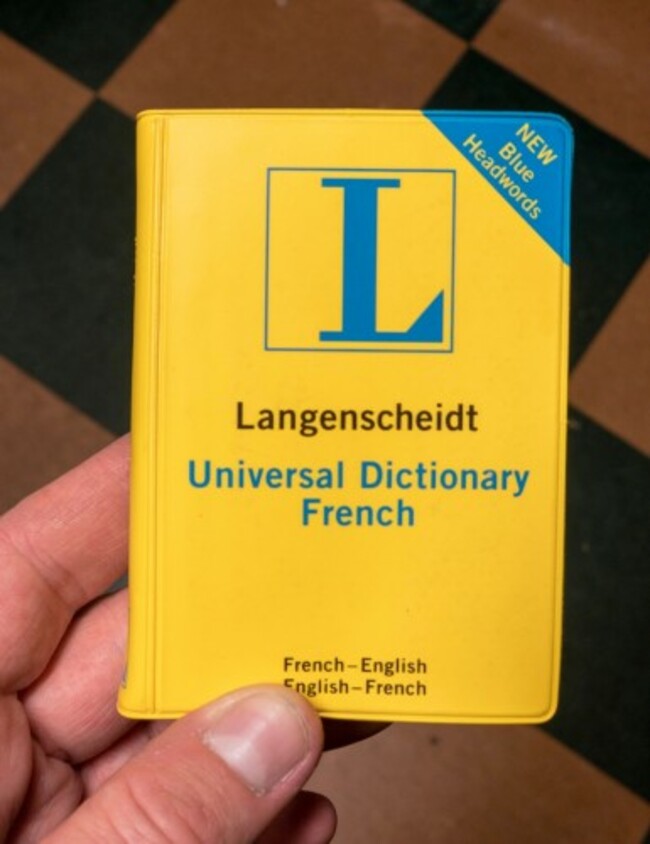 NEW
Blue
Headwords
L
Langenscheidt
Universal Dictionary
French
French–English
English–French